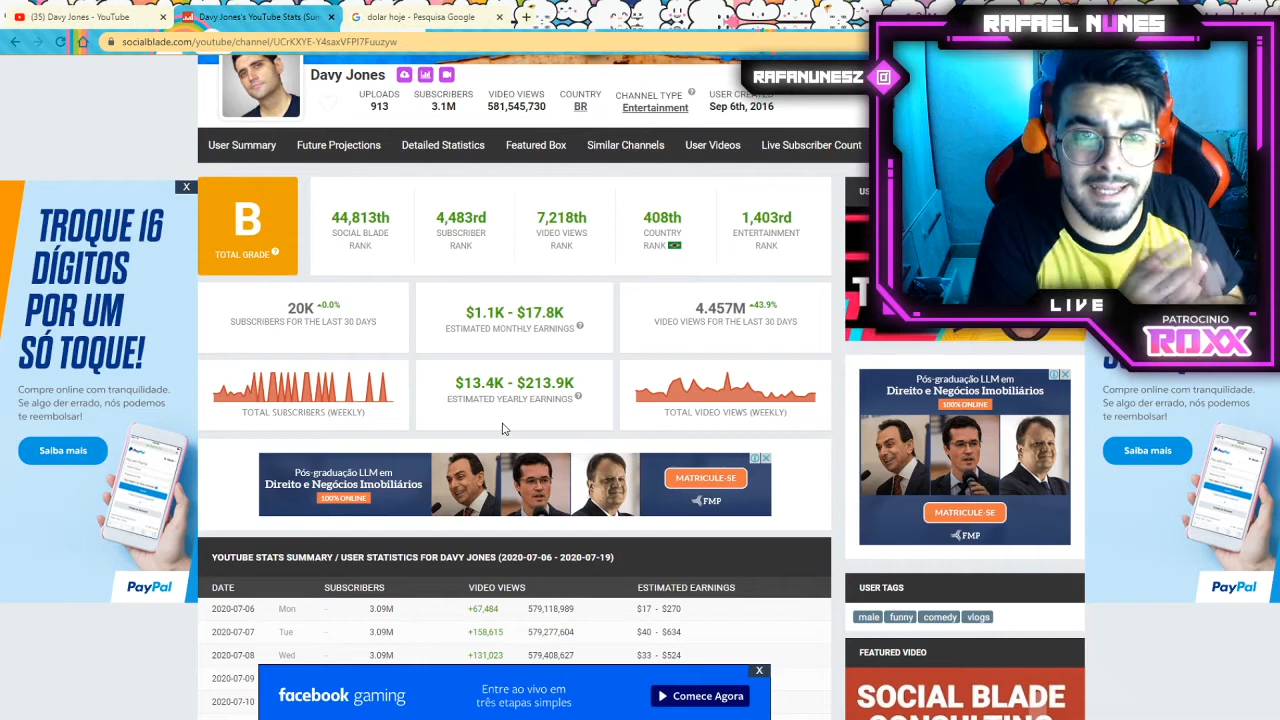 (35) Davy Jones - YouTube
Davy Jones's YouTube Stats (Sum
dolar hoje - Pesquisa Google
socialblade.com/youtube/channel/UCrKXYE-Y4saxVFPI7Fuuzyw
RAFAEL NUNES
RAFANUNESZ
LIVE
PATROCINIO
ROXX
Davy Jones
UPLOADS
913
SUBSCRIBERS
3.1M
VIDEO VIEWS
581,545,730
COUNTRY
BR
CHANNEL TYPE
Entertainment
USER CREATED
Sep 6th, 2016
User Summary
Future Projections
Detailed Statistics
Featured Box
Similar Channels
User Videos
Live Subscriber Count
B
TOTAL GRADE
44,813th
SOCIAL BLADE
RANK
4,483rd
SUBSCRIBER
RANK
7,218th
VIDEO VIEWS
RANK
408th
COUNTRY
RANK
1,403rd
ENTERTAINMENT
RANK
20K +0.0%
SUBSCRIBERS FOR THE LAST 30 DAYS
$1.1K - $17.8K
ESTIMATED MONTHLY EARNINGS
4.457M +43.9%
VIDEO VIEWS FOR THE LAST 30 DAYS
TOTAL SUBSCRIBERS (WEEKLY)
$13.4K - $213.9K
ESTIMATED YEARLY EARNINGS
TOTAL VIDEO VIEWS (WEEKLY)
X
TROQUE 16
DÍGITOS
POR UM
SÓ TOQUE!
Compre online com tranquilidade.
Se algo der errado, nós podemos
te reembolsar!
Saiba mais
PayPal
Pós-graduação LLM em
Direito e Negócios Imobiliários
100% ONLINE
MATRICULE-SE
FMP
YOUTUBE STATS SUMMARY / USER STATISTICS FOR DAVY JONES (2020-07-06 - 2020-07-19)
DATE SUBSCRIBERS VIDEO VIEWS ESTIMATED EARNINGS
2020-07-06 Mon -- 3.09M +67,484 579,118,989 $17 - $270
2020-07-07 Tue -- 3.09M +158,615 579,277,604 $40 - $634
2020-07-08 Wed -- 3.09M +131,023 579,408,627 $33 - $524
2020-07-09
2020-07-10
facebook gaming
Entre ao vivo em
três etapas simples
Comece Agora
X
Pós-graduação LLM em
Direito e Negócios Imobiliários
100% ONLINE
MATRICULE-SE
FMP
USER TAGS
male funny comedy vlogs
FEATURED VIDEO
SOCIAL BLADE
Compre online com tranquilidade.
Se algo der errado, nós podemos
te reembolsar!
Saiba mais
PayPal